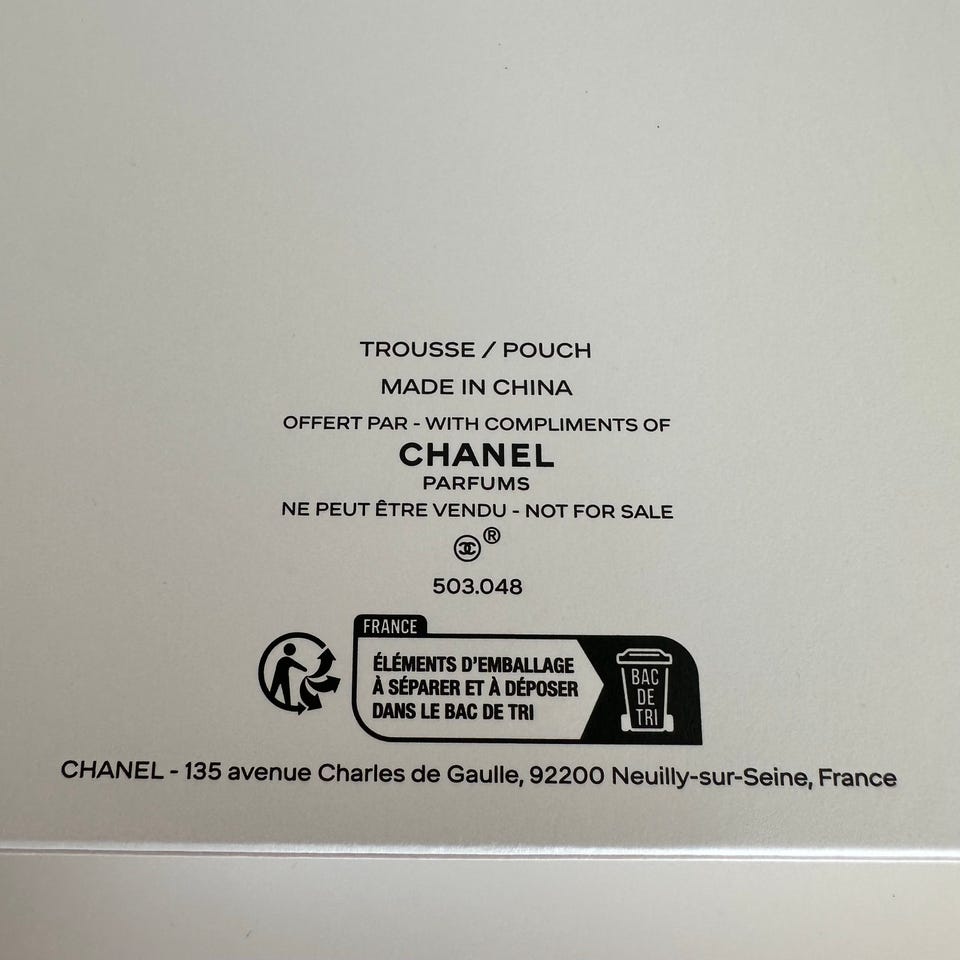 TROUSSE / POUCH
MADE IN CHINA
OFFERT PAR - WITH COMPLIMENTS OF
CHANEL
PARFUMS
NE PEUT ÊTRE VENDU - NOT FOR SALE
®
503.048
FRANCE
ÉLÉMENTS D'EMBALLAGE
À SÉPARER ET À DÉPOSER
DANS LE BAC DE TRI
BAC
DE
TRI
CHANEL - 135 avenue Charles de Gaulle, 92200 Neuilly-sur-Seine, France